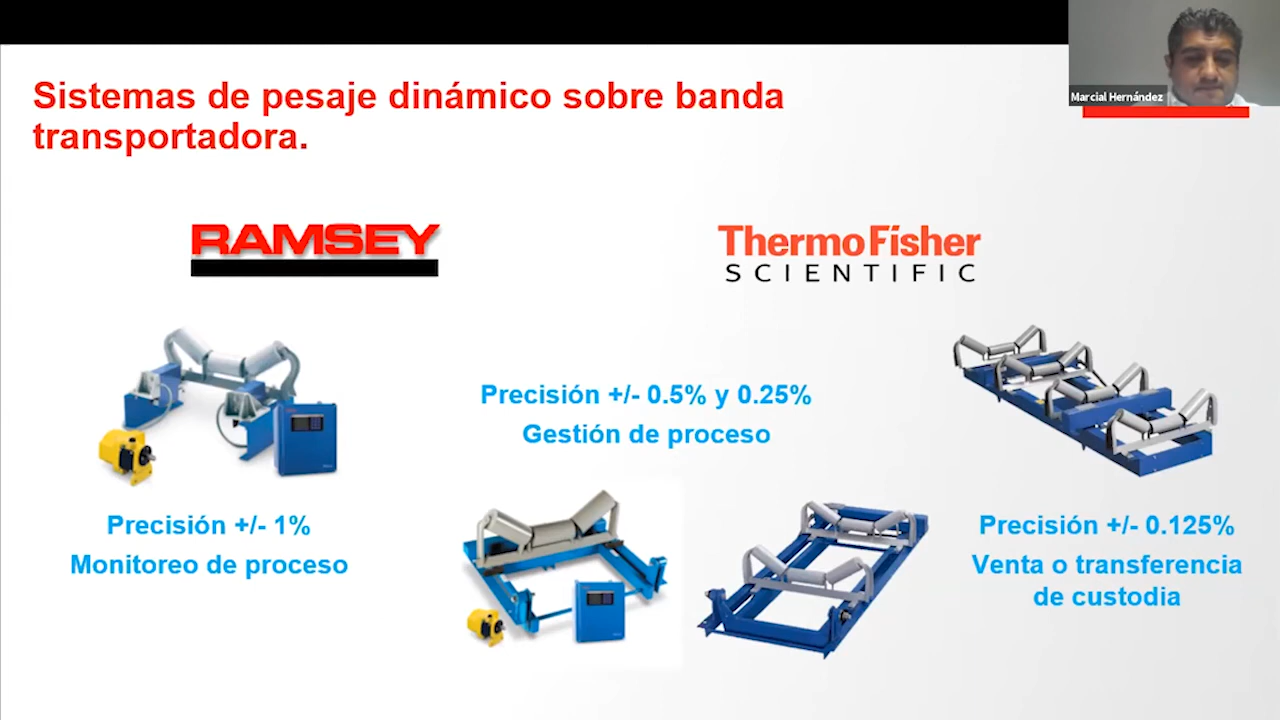 Marcial Hernández
Sistemas de pesaje dinámico sobre banda
transportadora.
RAMSEY
ThermoFisher
SCIENTIFIC
Precisión +/- 0.5% y 0.25%
Gestión de proceso
Precisión +/- 1%
Monitoreo de proceso
Precisión +/- 0.125%
Venta o transferencia
de custodia